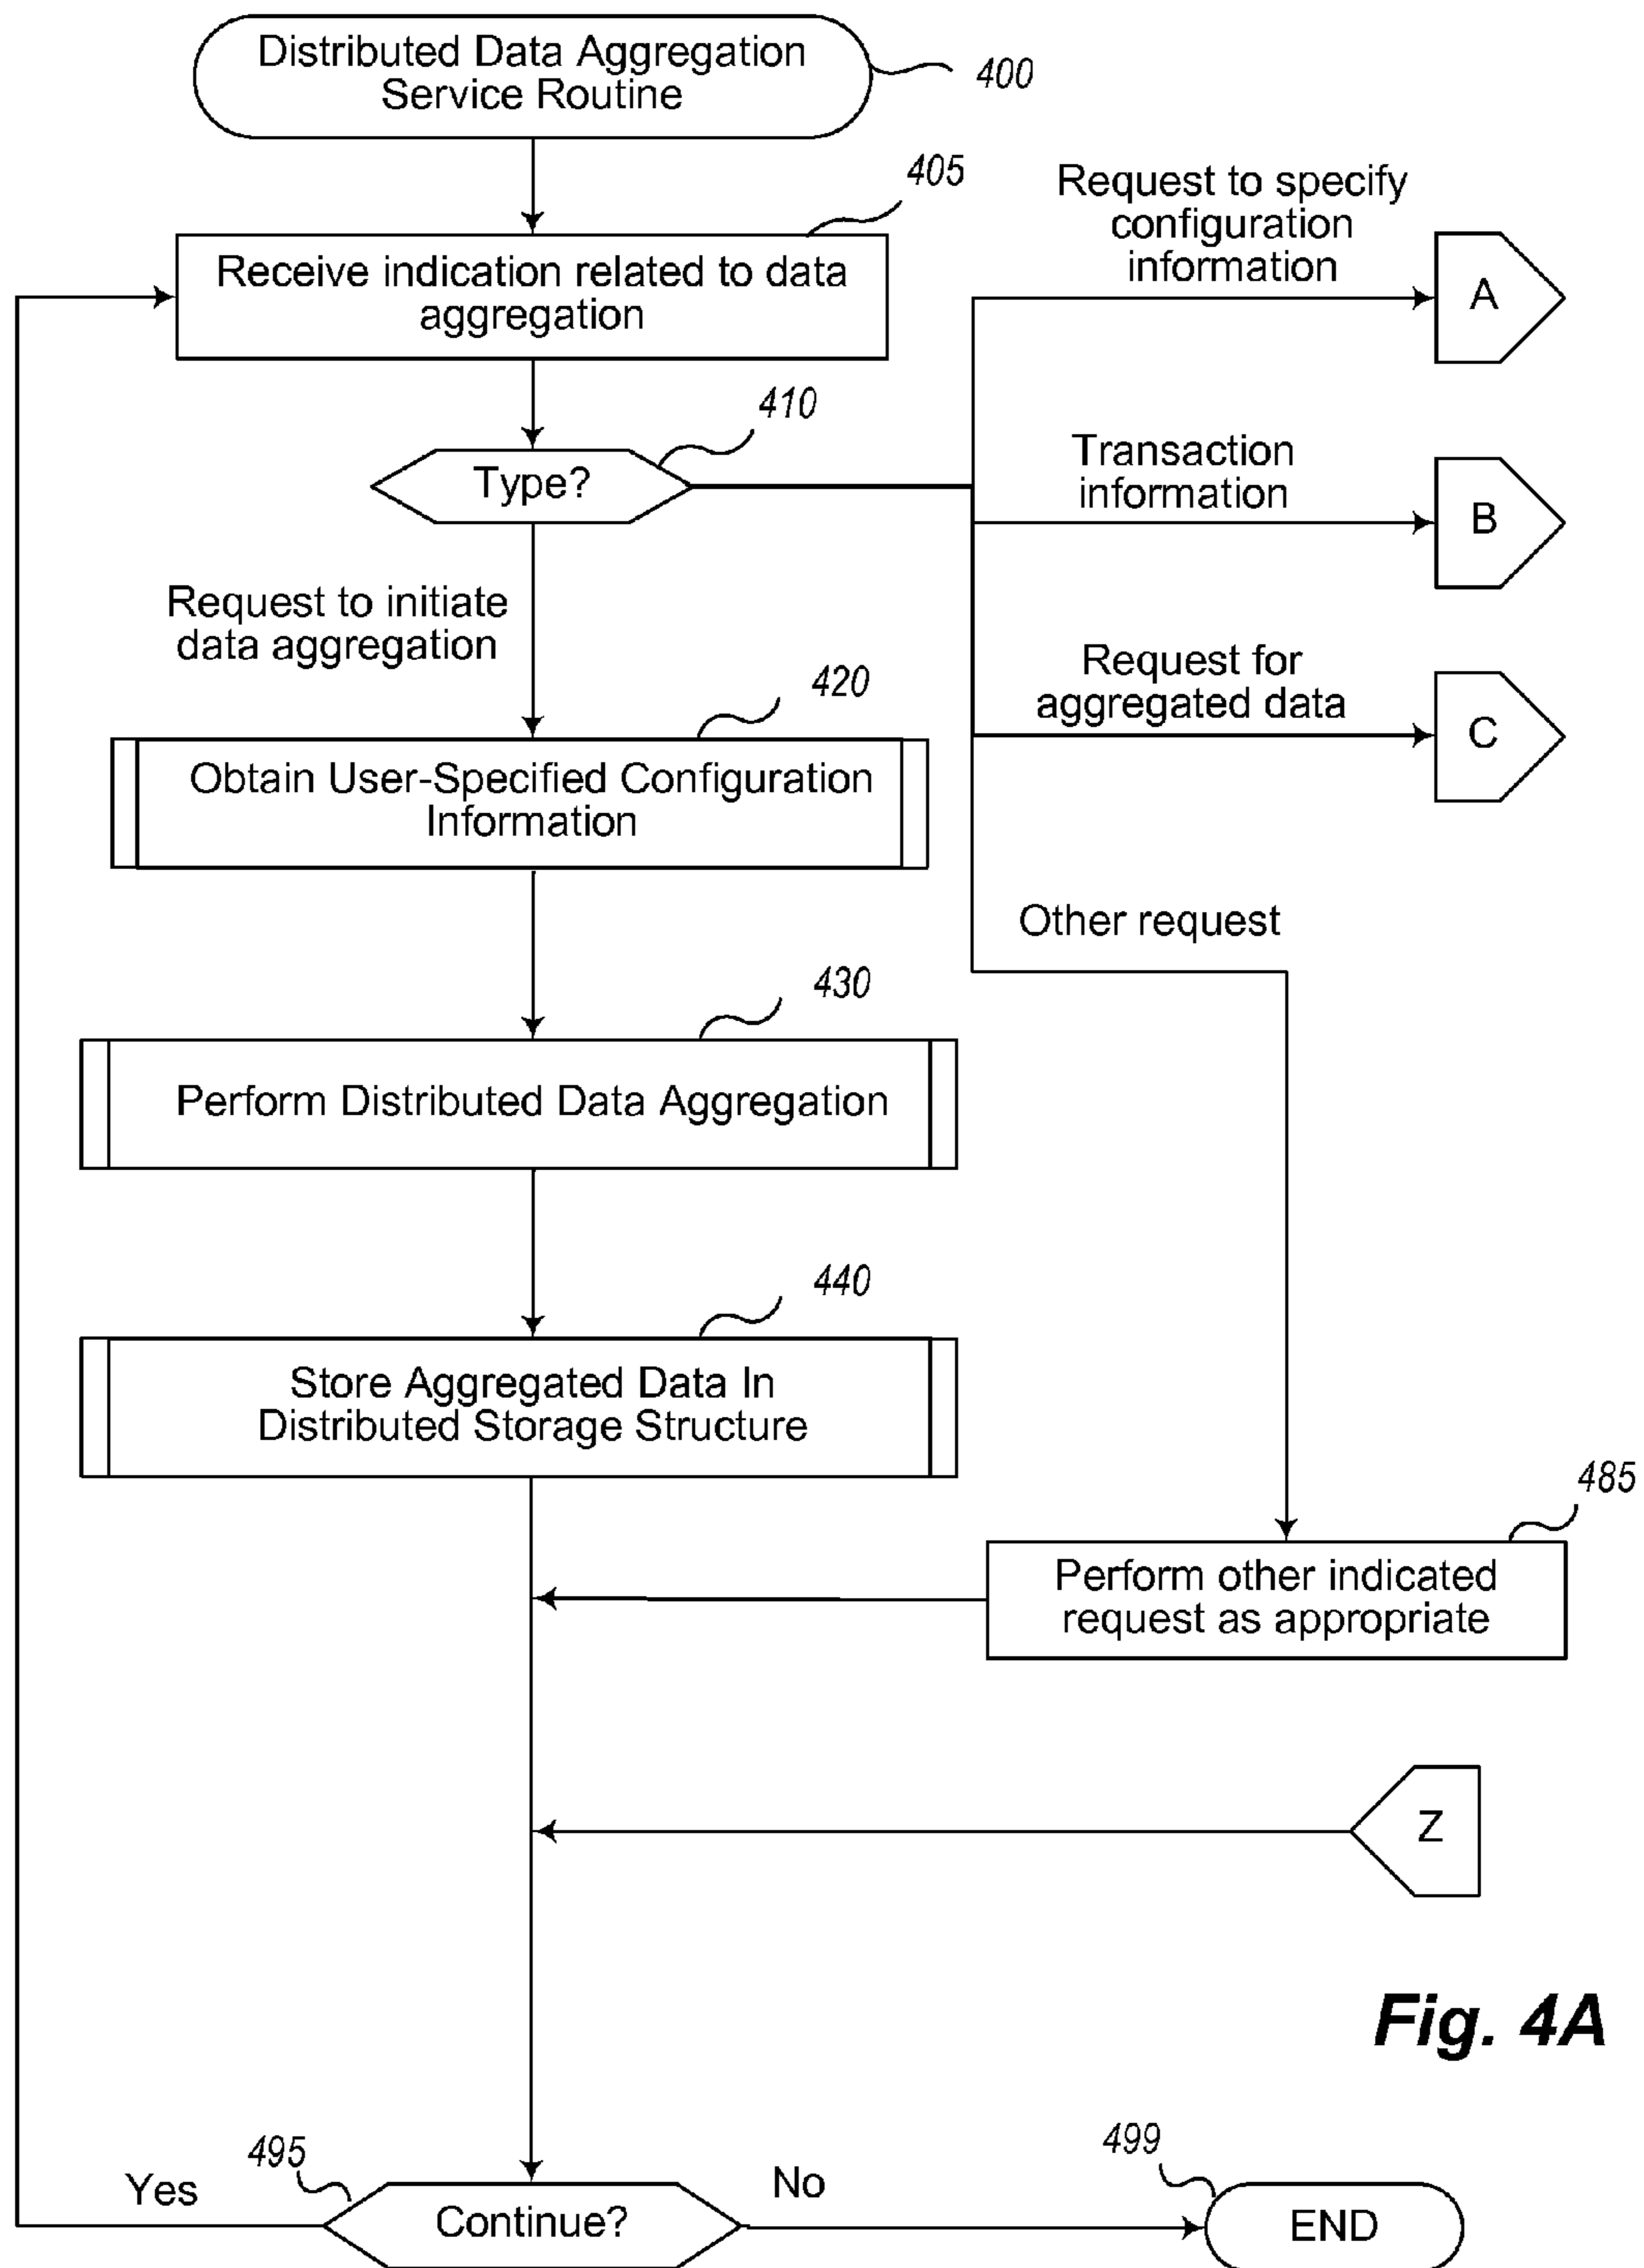 Distributed Data Aggregation
Service Routine
400
405
Receive indication related to data
aggregation
Request to specify
configuration
information
A
410
Type?
Transaction
information
B
Request to initiate
data aggregation
Request for
aggregated data
C
420
Obtain User-Specified Configuration
Information
Other request
430
Perform Distributed Data Aggregation
440
Store Aggregated Data In
Distributed Storage Structure
485
Perform other indicated
request as appropriate
Z
Fig. 4A
495
Yes
Continue?
No
499
END